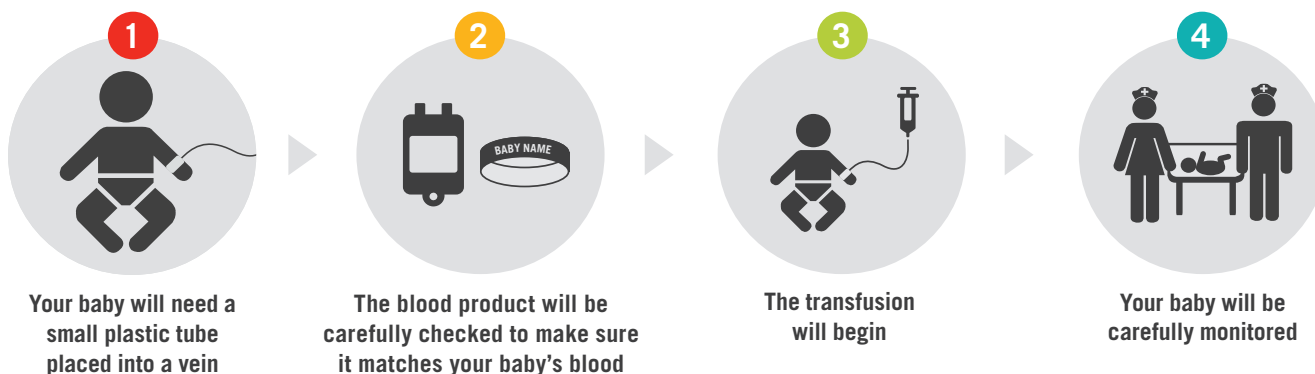 1
2
3
4
BABY NAME
Your baby will need a
small plastic tube
placed into a vein
The blood product will be
carefully checked to make sure
it matches your baby's blood
The transfusion
will begin
Your baby will be
carefully monitored